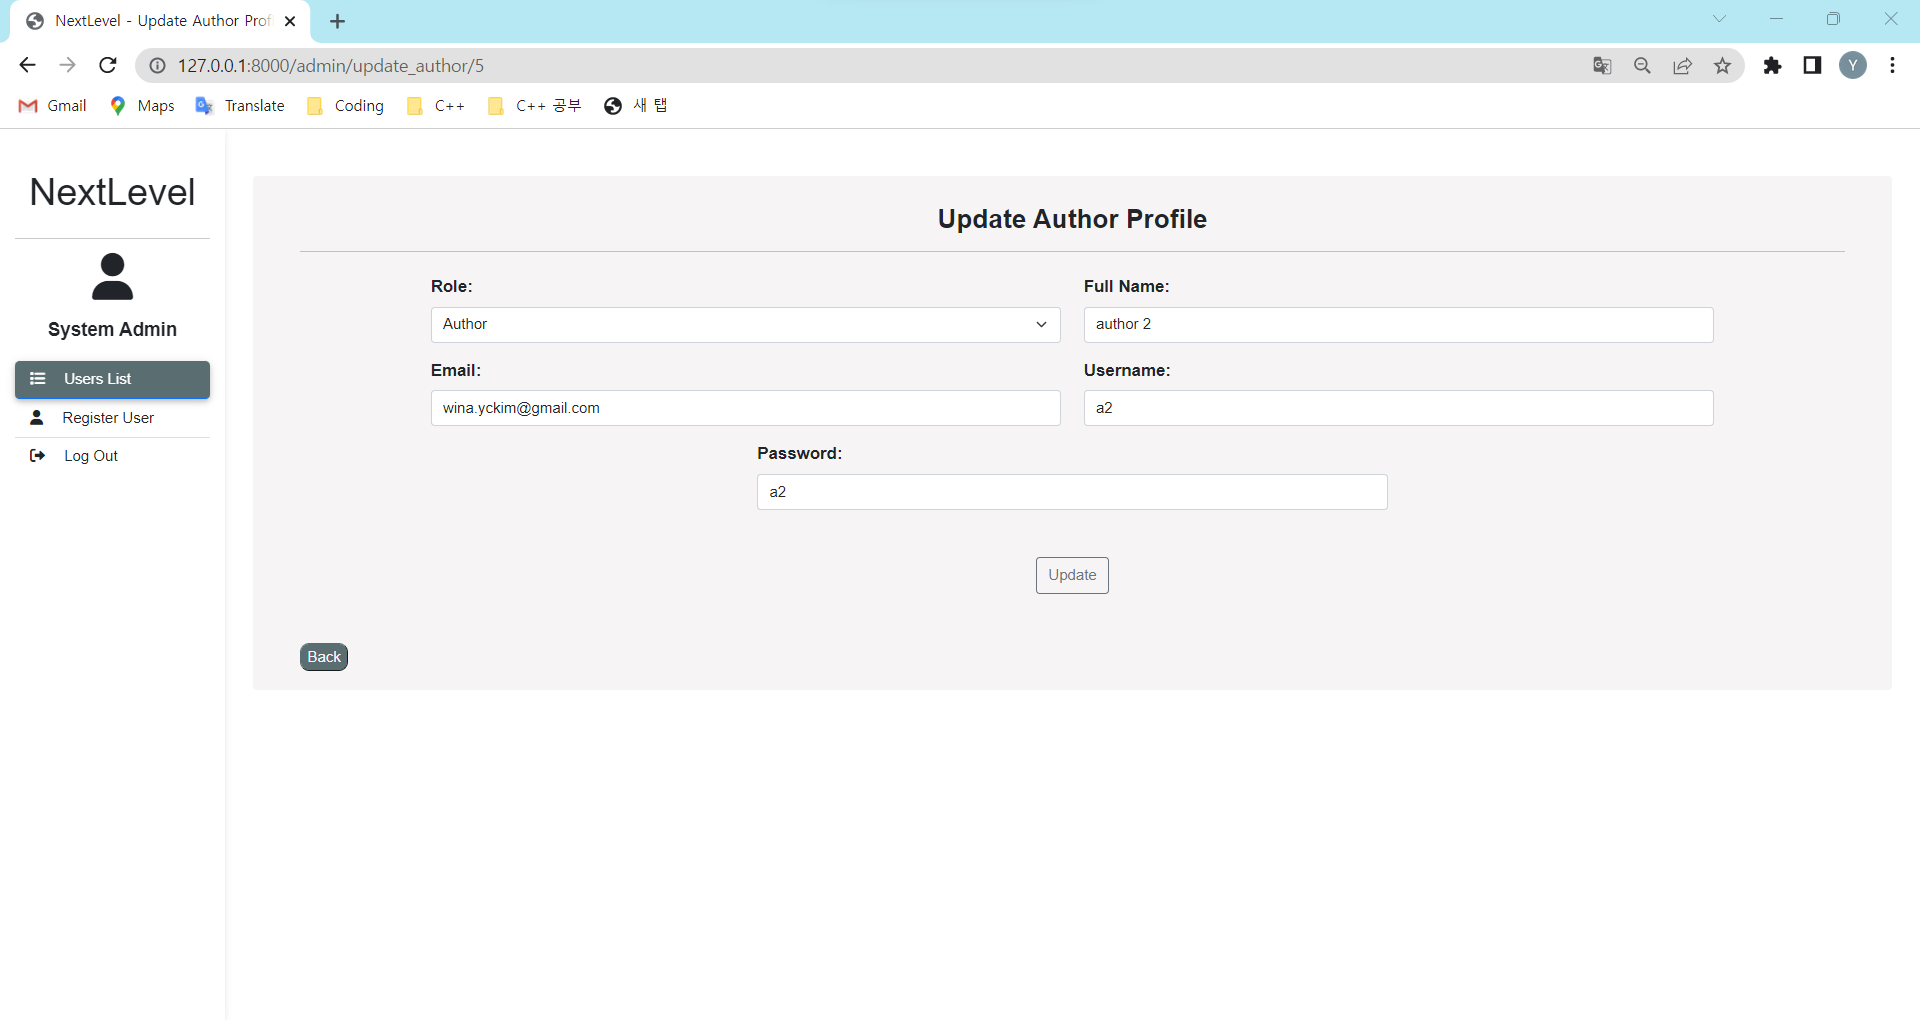 NextLevel - Update Author Prof
127.0.0.1:8000/admin/update_author/5
Y
Gmail
Maps
Translate
Coding
C++
C++ 공부
새 탭
NextLevel
System Admin
Users List
Register User
Log Out
Update Author Profile
Role:
Full Name:
Author
author 2
Email:
Username:
wina.yckim@gmail.com
a2
Password:
a2
Update
Back